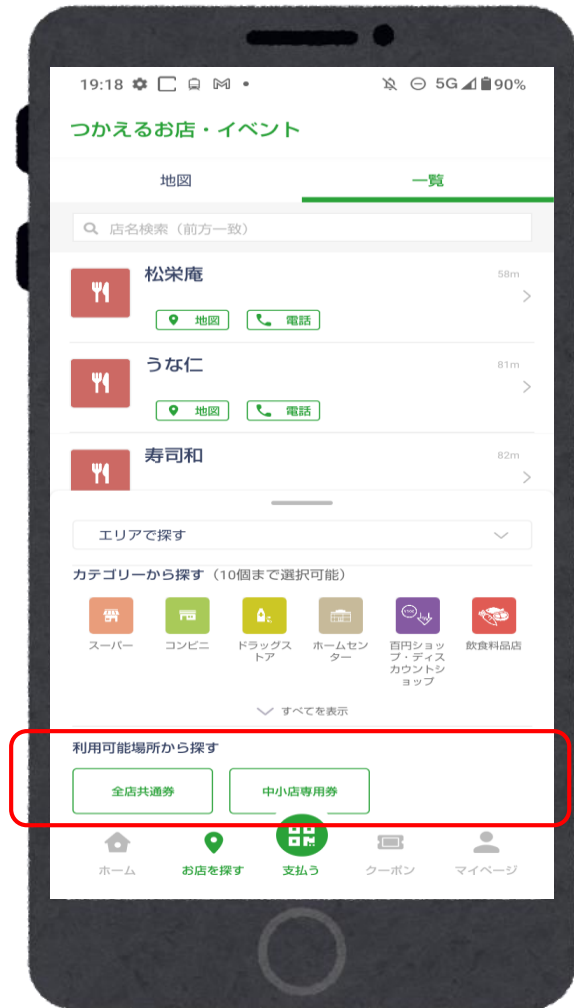 19:18
5G 90%
つかえるお店・イベント
地図
一覧
店名検索（前方一致）
松栄庵
58m
地図
電話
うな仁
81m
地図
電話
寿司和
82m
エリアで探す
カテゴリーから探す（10個まで選択可能）
スーパー
コンビニ
ドラッグス
トア
ホームセン
ター
百円ショッ
プ・ディス
カウントシ
ョップ
飲食料品店
すべてを表示
利用可能場所から探す
全店共通券
中小店専用券
ホーム
お店を探す
支払う
クーポン
マイページ